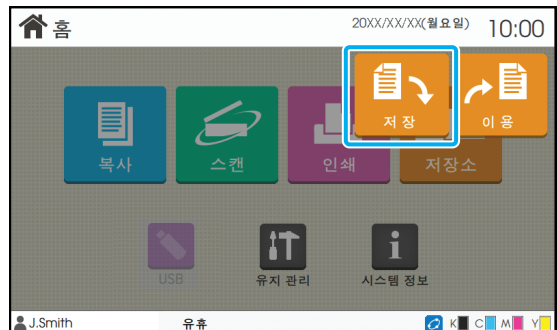 홈
20XX/XX/XX(월요일) 10:00
저장 이용
복사 스캔 인쇄 저장소
USB 유지 관리 시스템 정보
J.Smith 유휴 K C M Y